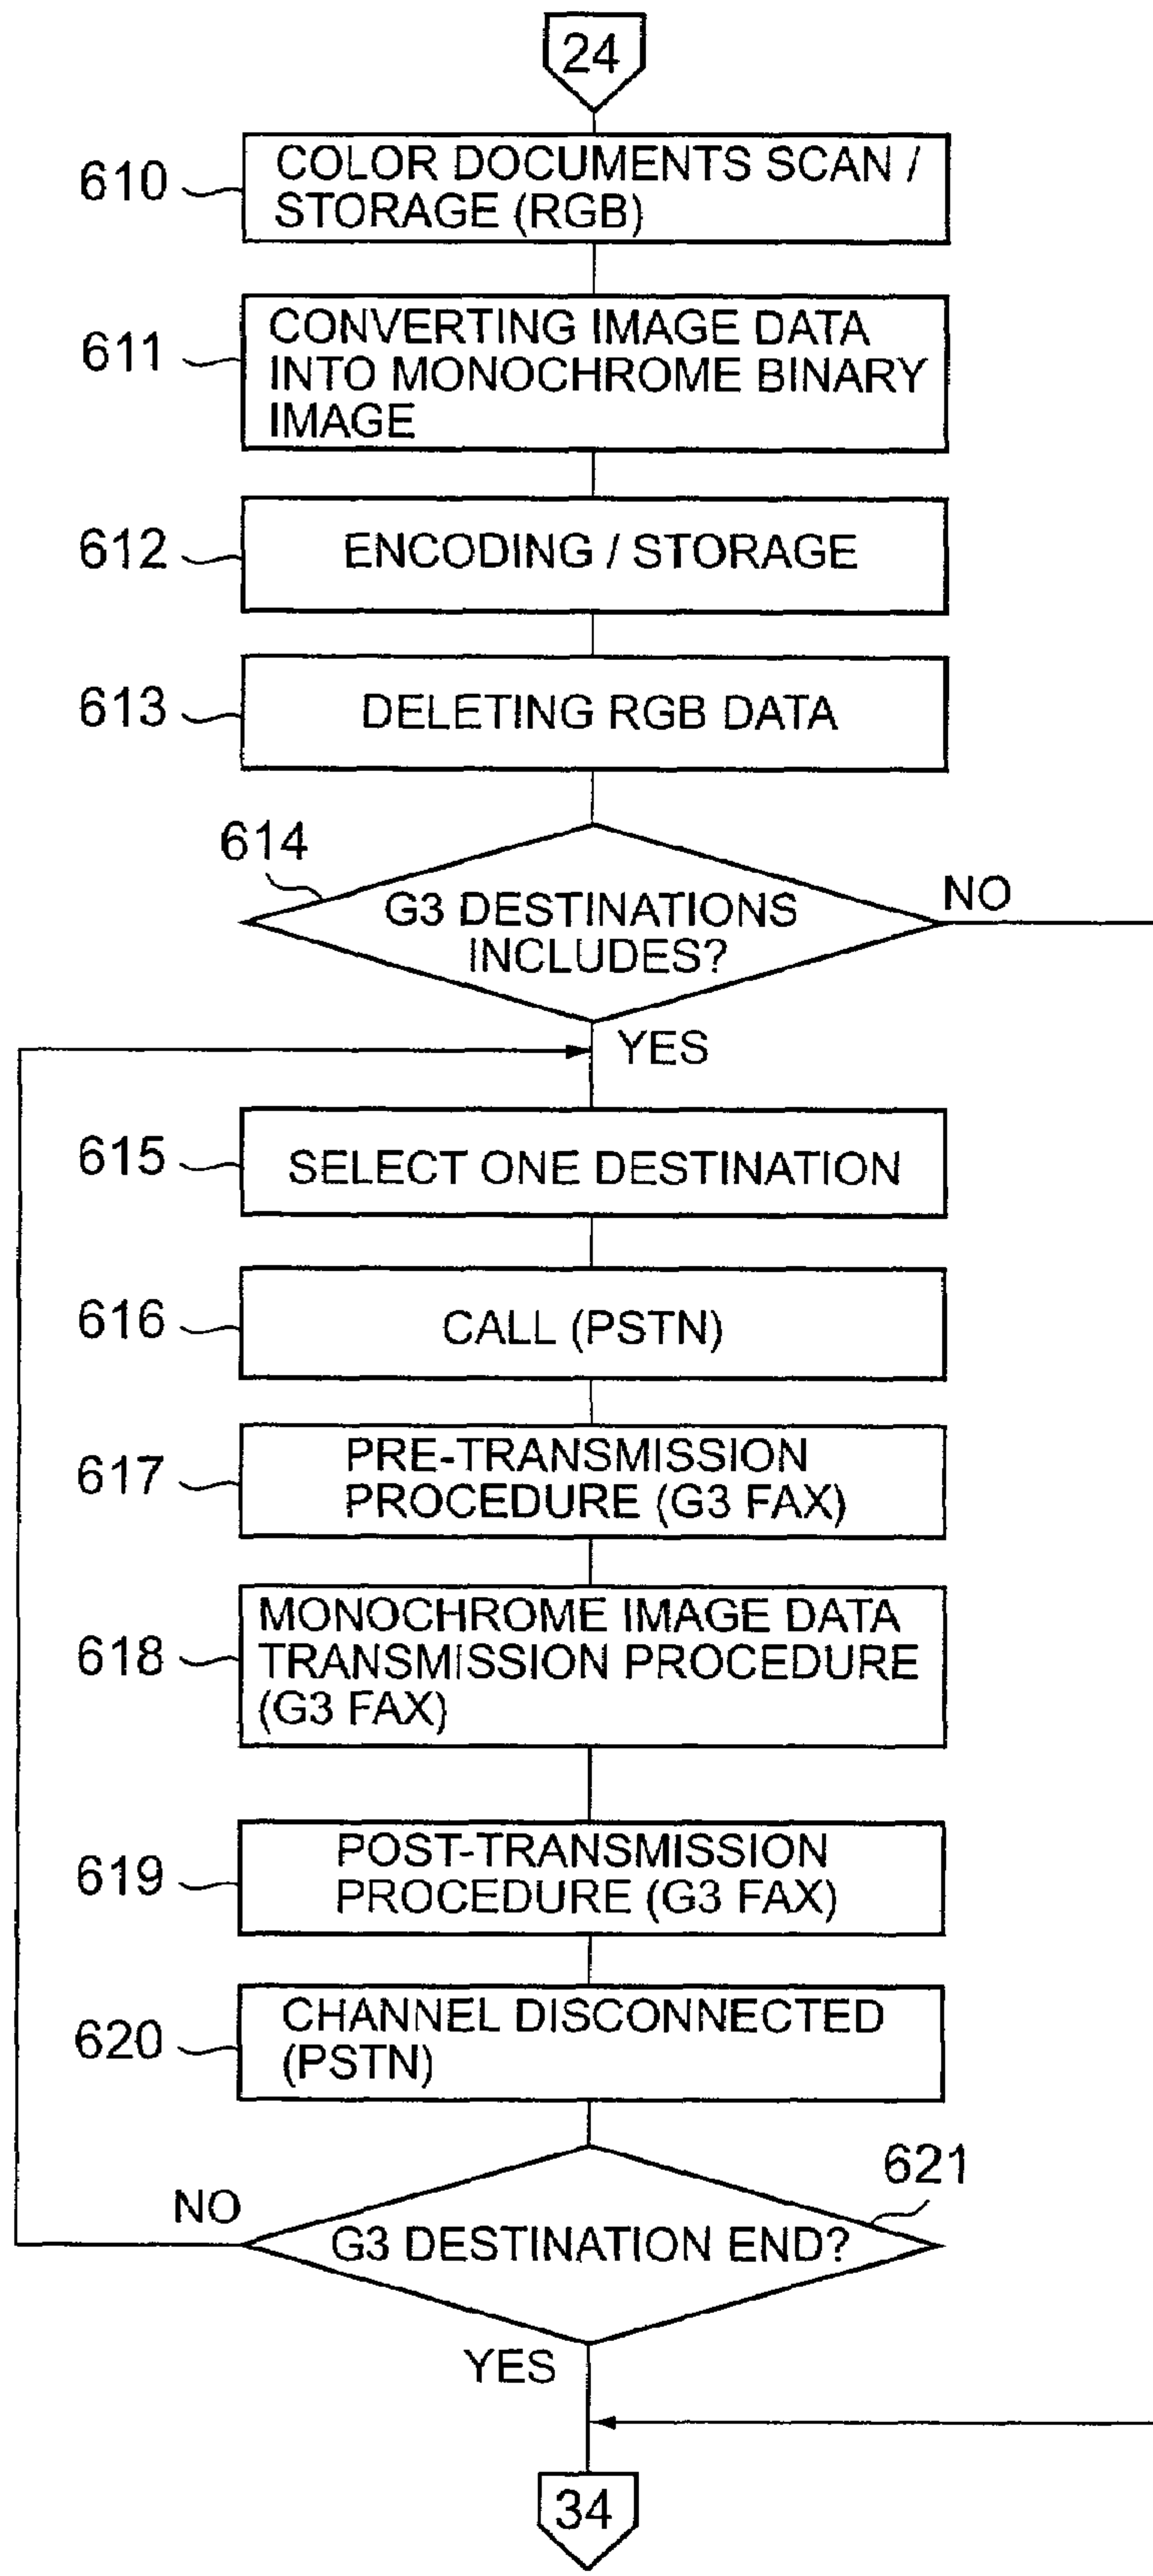 24
610
COLOR DOCUMENTS SCAN /
STORAGE (RGB)
611
CONVERTING IMAGE DATA
INTO MONOCHROME BINARY
IMAGE
612
ENCODING / STORAGE
613
DELETING RGB DATA
614
G3 DESTINATIONS
INCLUDES?
NO
YES
615
SELECT ONE DESTINATION
616
CALL (PSTN)
617
PRE-TRANSMISSION
PROCEDURE (G3 FAX)
618
MONOCHROME IMAGE DATA
TRANSMISSION PROCEDURE
(G3 FAX)
619
POST-TRANSMISSION
PROCEDURE (G3 FAX)
620
CHANNEL DISCONNECTED
(PSTN)
621
NO
G3 DESTINATION END?
YES
34